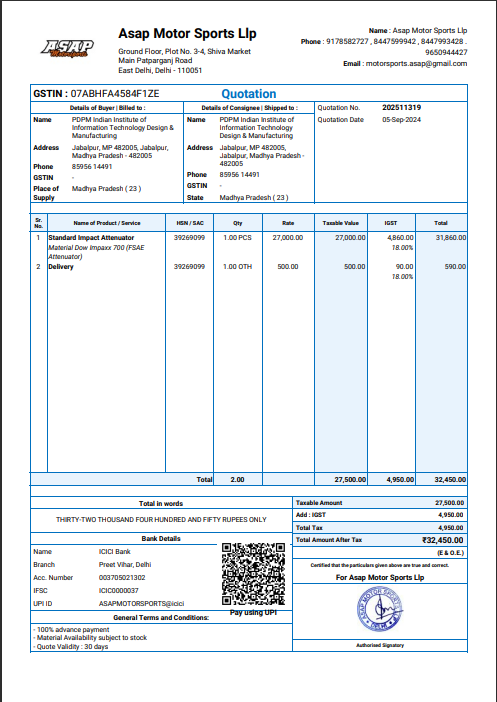 ASAP
Motorsports
Asap Motor Sports Llp
Ground Floor, Plot No. 3-4, Shiva Market
Main Patparganj Road
East Delhi, Delhi - 110051
Name : Asap Motor Sports Llp
Phone : 9178582727 , 8447599942 , 8447993428 .
9650944427
Email : motorsports.asap@gmail.com
GSTIN : 07ABHFA4584F1ZE
Quotation
Details of Buyer | Billed to :
Name PDPM Indian Institute of
Information Technology Design &
Manufacturing
Address Jabalpur, MP 482005, Jabalpur,
Madhya Pradesh - 482005
Phone 85956 14491
GSTIN -
Place of Supply Madhya Pradesh ( 23 )
Details of Consignee | Shipped to :
Name PDPM Indian Institute of
Information Technology
Design & Manufacturing
Address Jabalpur, MP 482005,
Jabalpur, Madhya Pradesh -
482005
Phone 85956 14491
GSTIN -
State Madhya Pradesh ( 23 )
Quotation No. 202511319
Quotation Date 05-Sep-2024
Sr. No. Name of Product / Service HSN / SAC Qty Rate Taxable Value IGST Total
1 Standard Impact Attenuator 39269099 1.00 PCS 27,000.00 27,000.00 4,860.00 31,860.00
Material Dow Impaxx 700 (FSAE 18.00%
Attenuator)
2 Delivery 39269099 1.00 OTH 500.00 500.00 90.00 590.00
18.00%
Total 2.00 27,500.00 4,950.00 32,450.00
Total in words
THIRTY-TWO THOUSAND FOUR HUNDRED AND FIFTY RUPEES ONLY
Bank Details
Name ICICI Bank
Branch Preet Vihar, Delhi
Acc. Number 003705021302
IFSC ICIC0000037
UPI ID ASAPMOTORSPORTS@icici
Pay using UPI
General Terms and Conditions:
- 100% advance payment
- Material Availability subject to stock
- Quote Validity : 30 days
Taxable Amount 27,500.00
Add : IGST 4,950.00
Total Tax 4,950.00
Total Amount After Tax ₹32,450.00
(E & O.E.)
Certified that the particulars given above are true and correct.
For Asap Motor Sports Llp
ASAP MOTOR SPORTS
Authorised Signatory